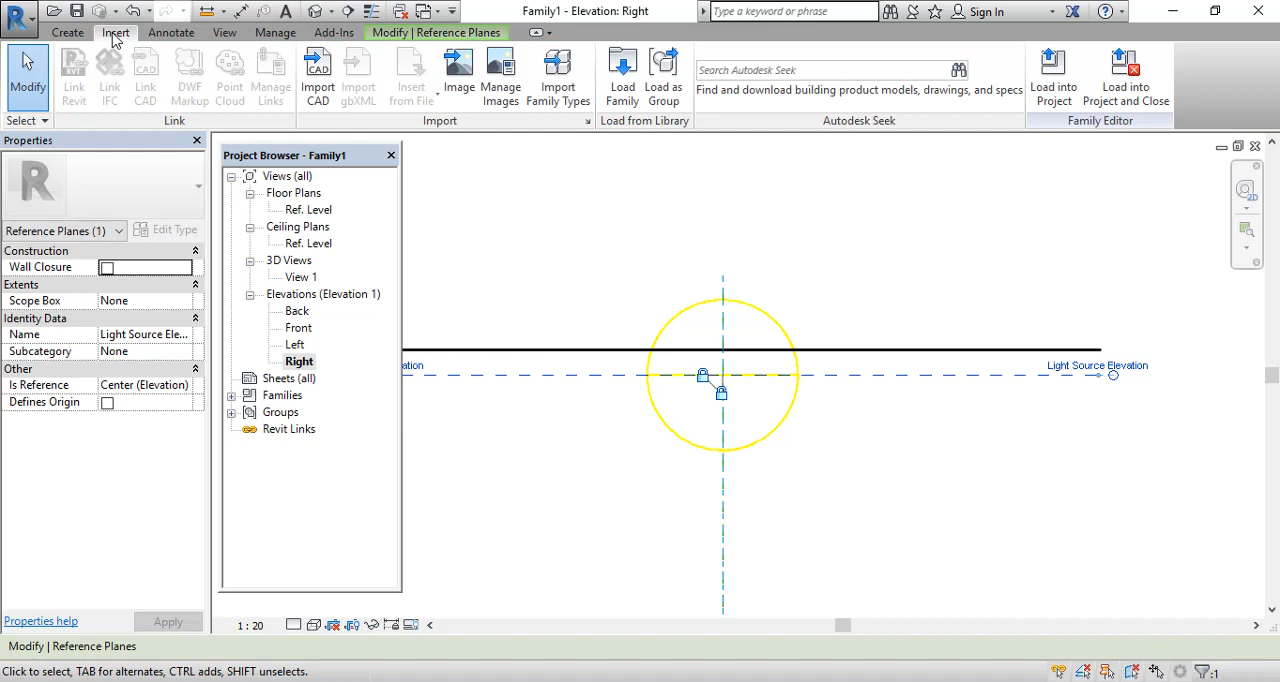 Family1 - Elevation: Right
Type a keyword or phrase
Sign In
Create
Insert
Annotate
View
Manage
Add-Ins
Modify | Reference Planes
Modify
Link Revit
Link IFC
Link CAD
DWF Markup
Point Cloud
Manage Links
Import CAD
Import gbXML
Insert from File
Image
Manage Images
Import Family Types
Load Family
Load as Group
Search Autodesk Seek
Find and download building product models, drawings, and specs
Load into Project
Load into Project and Close
Select
Link
Import
Load from Library
Autodesk Seek
Family Editor
Properties
R
Reference Planes (1)
Edit Type
Construction
Wall Closure
Extents
Scope Box None
Identity Data
Name Light Source Ele...
Subcategory None
Other
Is Reference Center (Elevation)
Defines Origin
Properties help
Apply
Project Browser - Family1
Views (all)
Floor Plans
Ref. Level
Ceiling Plans
Ref. Level
3D Views
View 1
Elevations (Elevation 1)
Back
Front
Left
Right
Sheets (all)
Families
Groups
Revit Links
ation
Light Source Elevation
2D
1 : 20
Modify | Reference Planes
Click to select, TAB for alternates, CTRL adds, SHIFT unselects.
:1